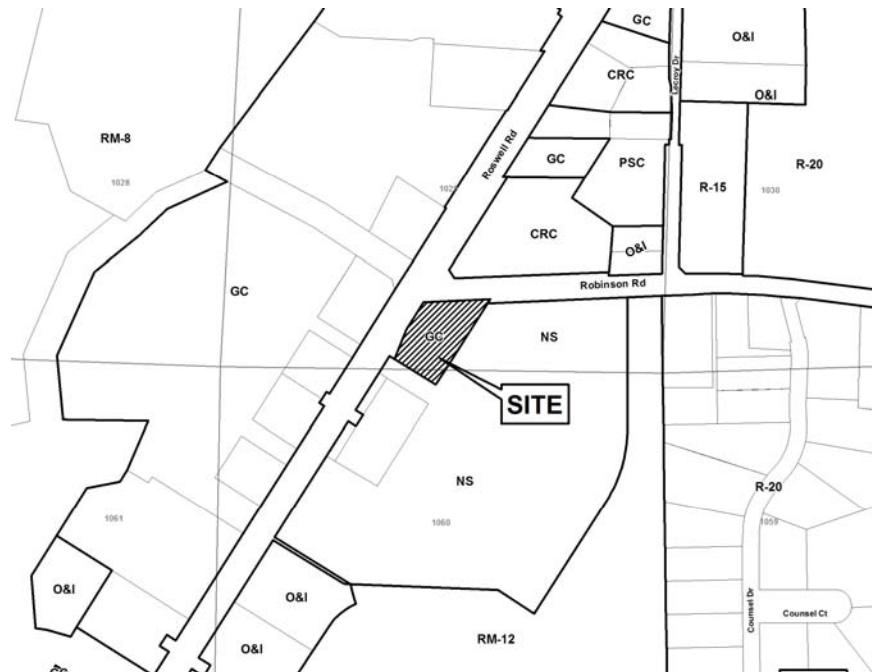 GC
O&I
CRC
Lecroy Dr
O&I
RM-8
Roswell Rd
GC
PSC
R-20
1028
R-15
1030
CRC
O&I
GC
Robinson Rd
GC
NS
SITE
NS
R-20
1061
1060
1059
O&I
O&I
Counsel Dr
Counsel Ct
RM-12
O&I